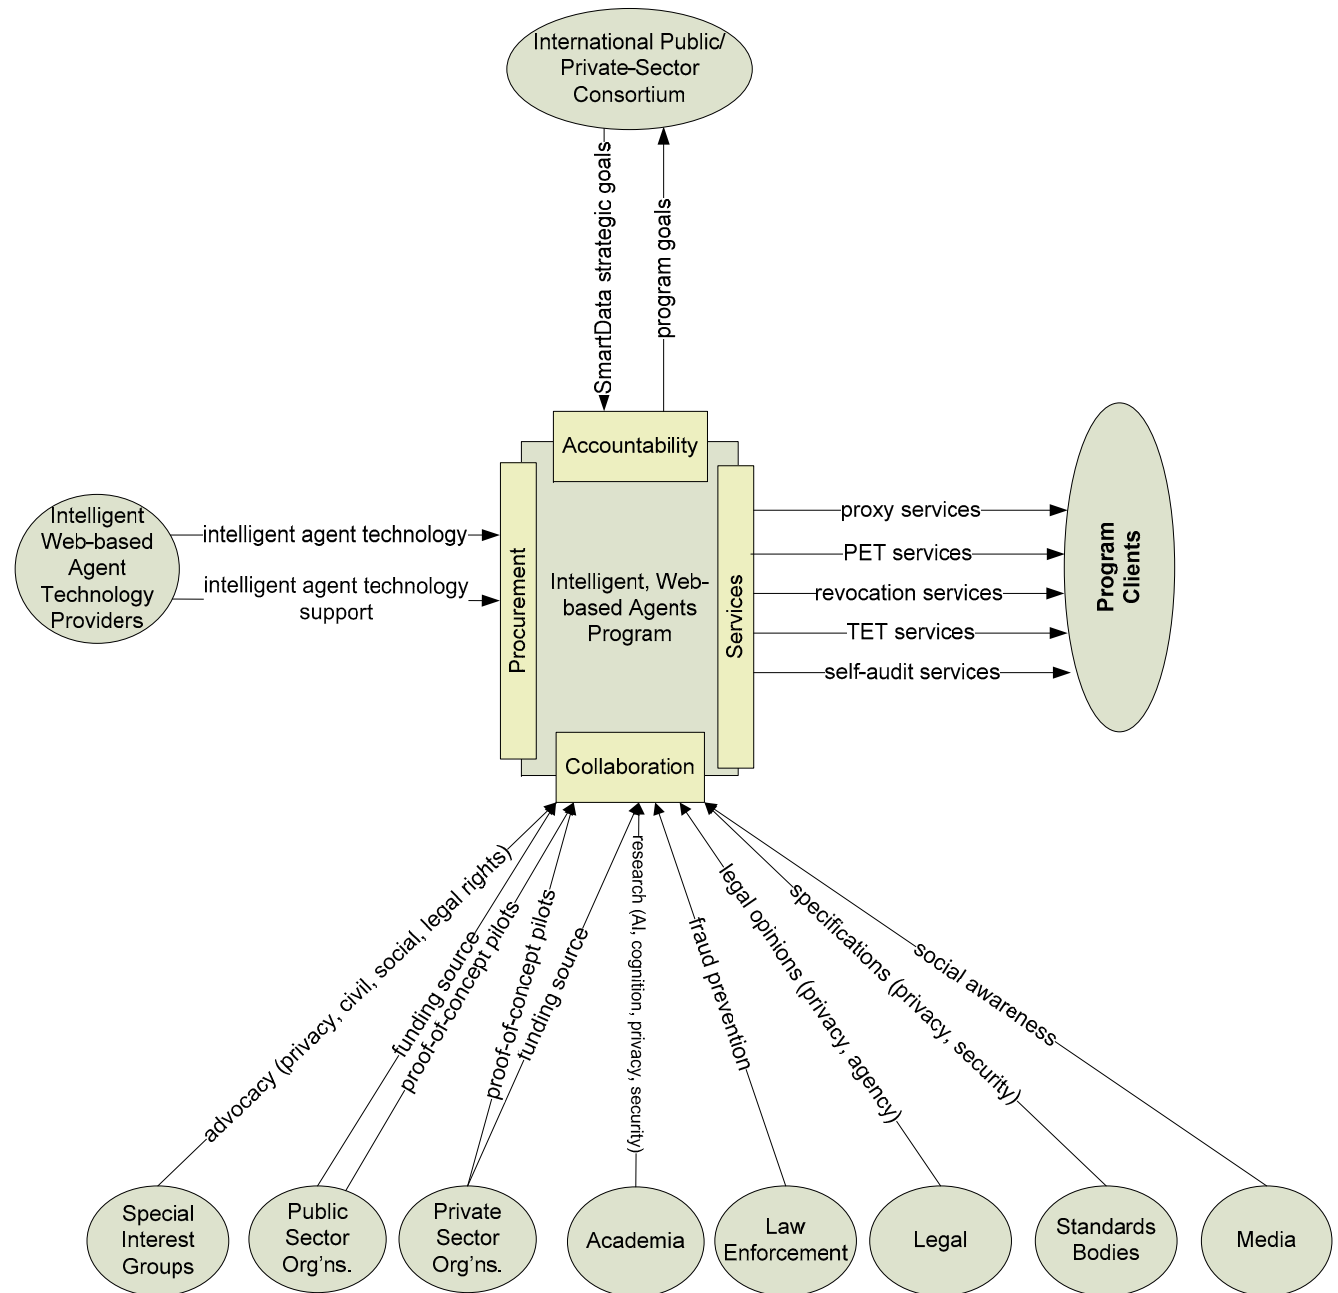 International Public/
Private-Sector
Consortium
SmartData strategic goals
program goals
Accountability
Intelligent
Web-based
Agent
Technology
Providers
intelligent agent technology
intelligent agent technology
support
Procurement
Intelligent, Web-
based Agents
Program
Services
proxy services
PET services
revocation services
TET services
self-audit services
Program
Clients
Collaboration
advocacy (privacy, civil, social, legal rights)
funding source
proof-of-concept pilots
proof-of-concept pilots
funding source
research (AI, cognition, privacy, security)
fraud prevention
legal opinions (privacy, agency)
specifications (privacy, security)
social awareness
Special
Interest
Groups
Public
Sector
Org'ns.
Private
Sector
Org'ns.
Academia
Law
Enforcement
Legal
Standards
Bodies
Media